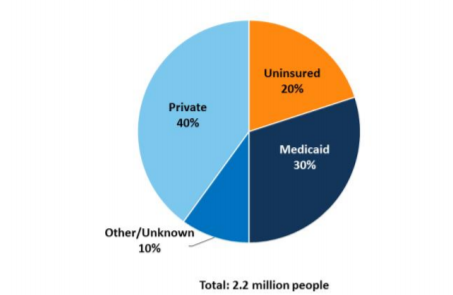 Uninsured
20%
Private
40%
Medicaid
30%
Other/Unknown
10%
Total: 2.2 million people